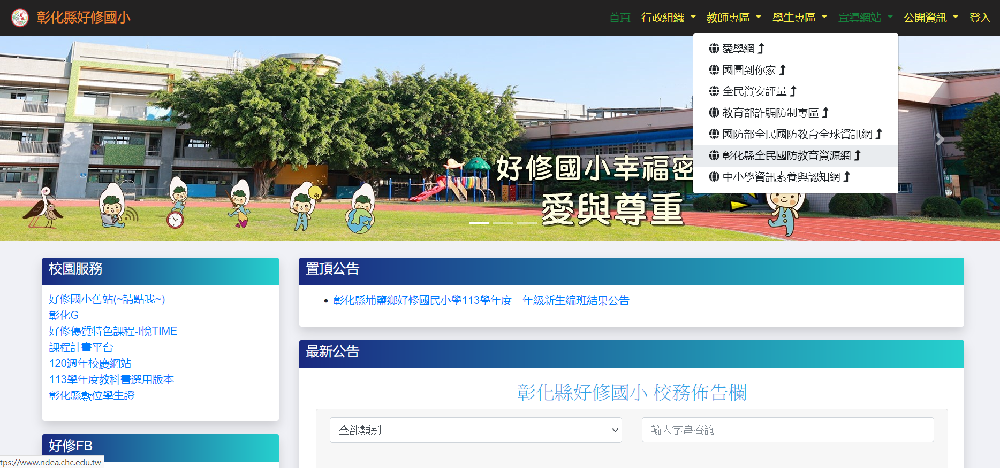 彰化縣好修國小
首頁 行政組織 教師專區 學生專區 宣導網站 公開資訊 登入
愛學網
國圖到你家
全民資安評量
教育部詐騙防制專區
國防部全民國防教育全球資訊網
彰化縣全民國防教育資源網
中小學資訊素養與認知網
好修國小幸福密
愛與尊重
校園服務
好修國小舊站(~請點我~)
彰化G
好修優質特色課程-I悅TIME
課程計畫平台
120週年校慶網站
113學年度教科書選用版本
彰化縣數位學生證
好修FB
置頂公告
彰化縣埔鹽鄉好修國民小學113學年度一年級新生編班結果公告
最新公告
彰化縣好修國小 校務佈告欄
全部類別
輸入字串查詢
tps://www.ndea.chc.edu.tw